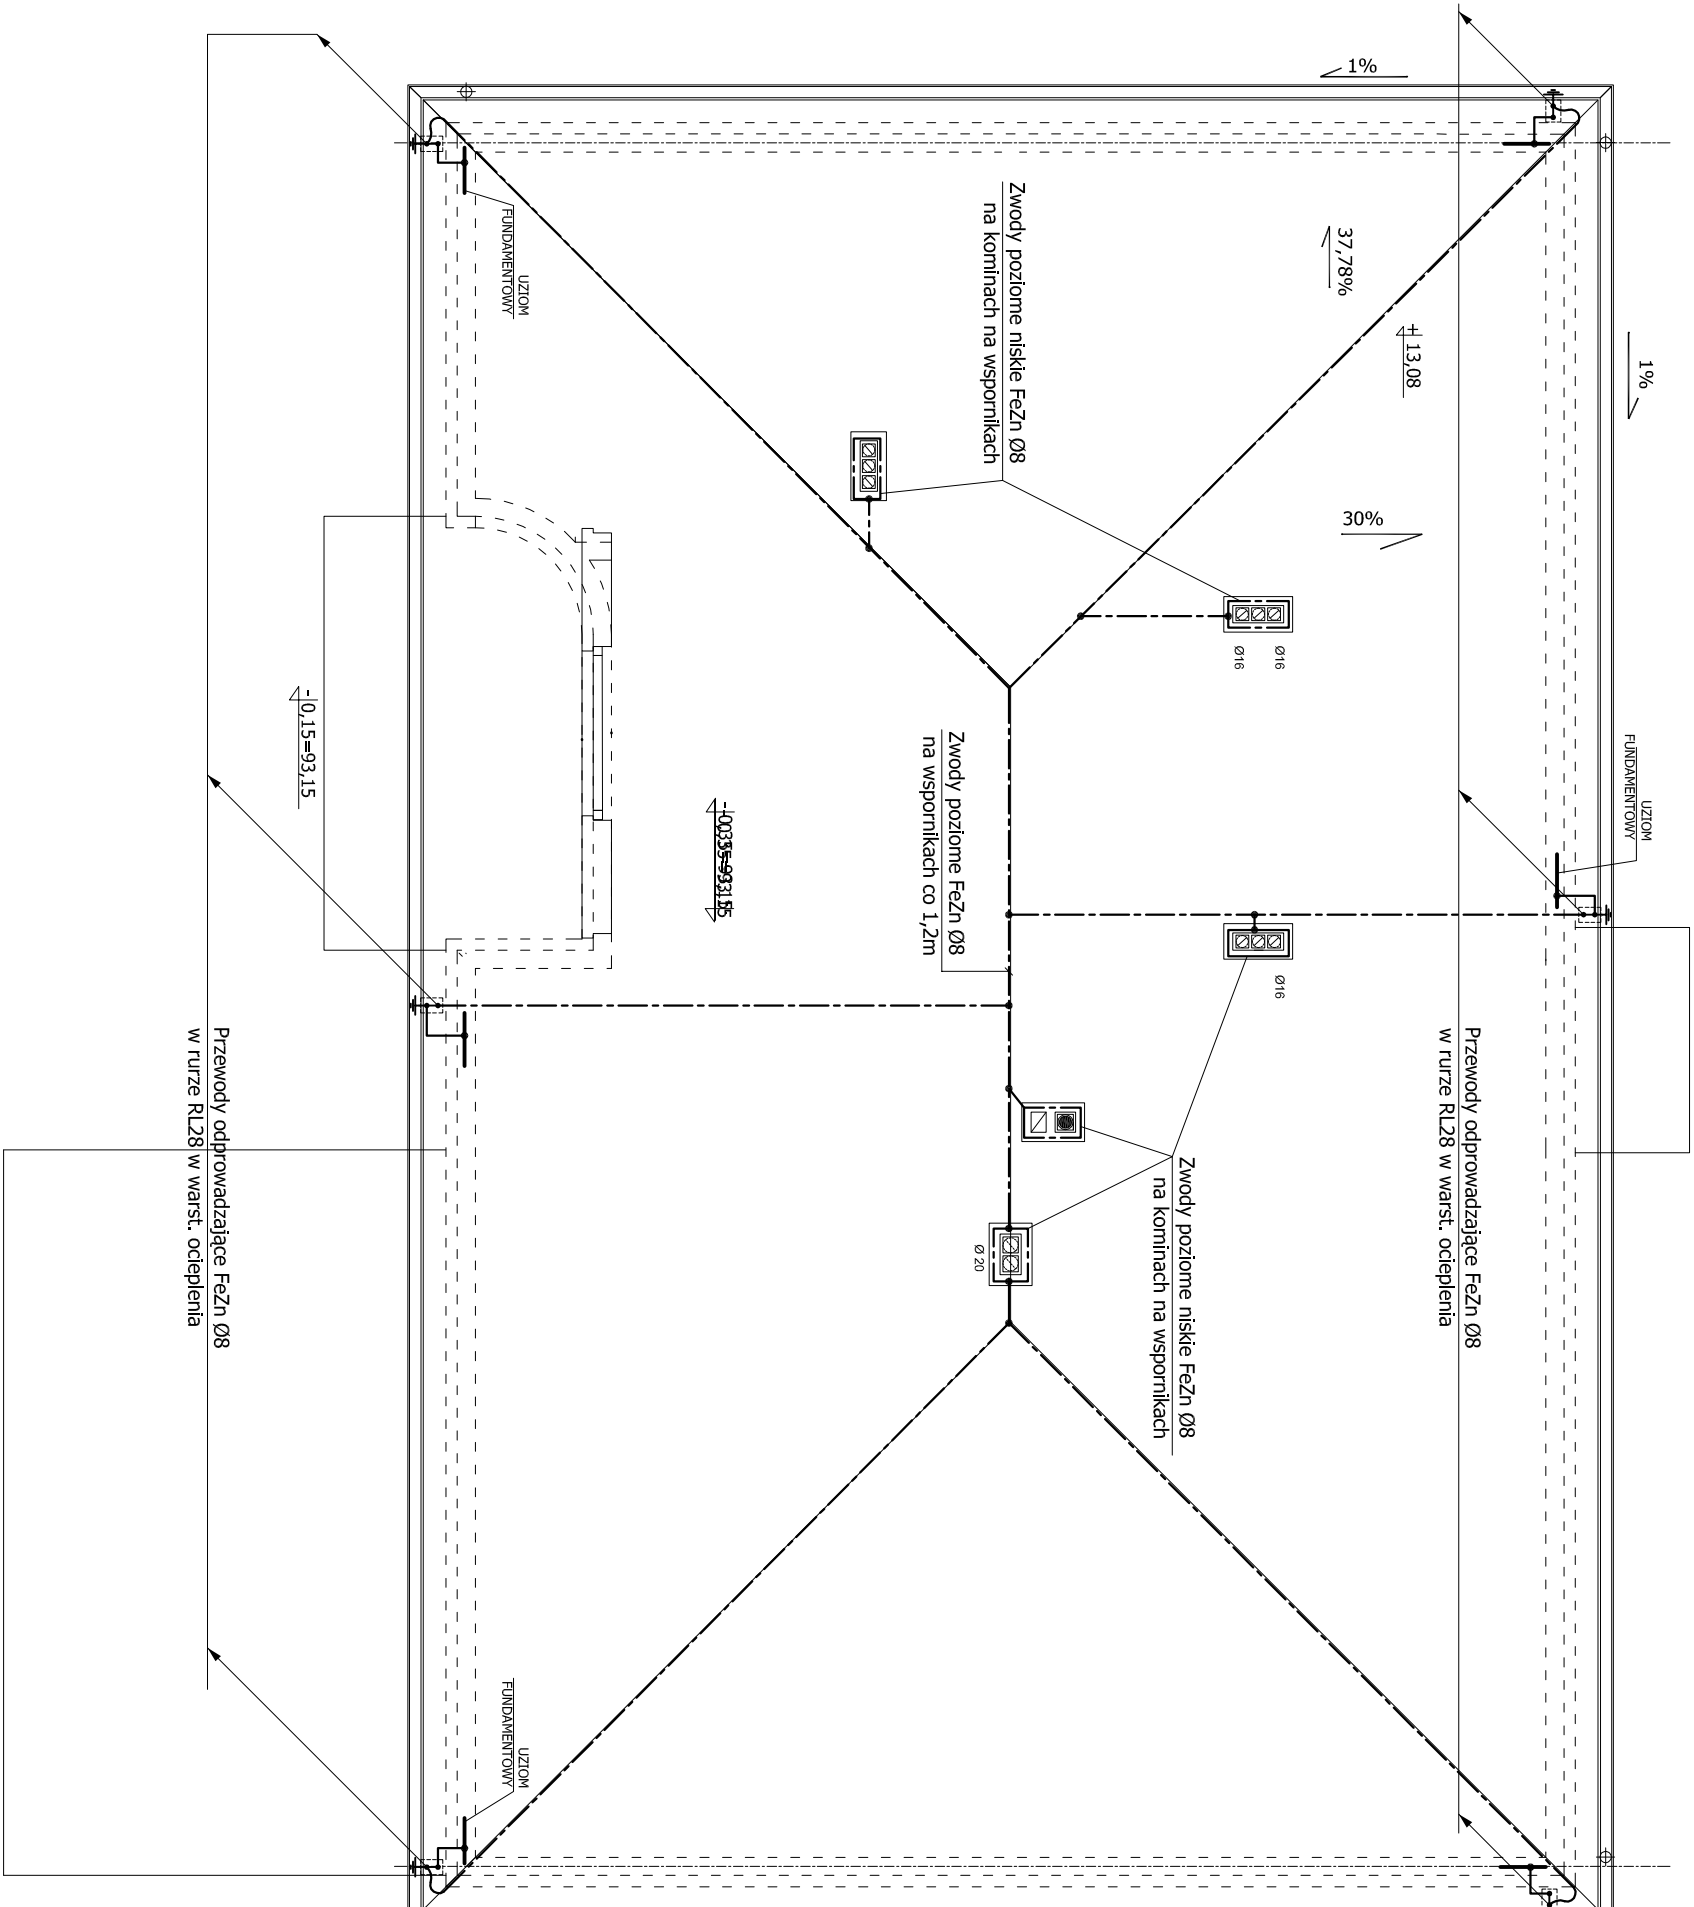 1%
1%
37,78%
+13,08
30%
Zwody poziome niskie FeZn Ø8
na kominach na wspornikach
UZIOM
FUNDAMENTOWY
Ø16
Ø16
UZIOM
FUNDAMENTOWY
-0,15=93,15
Zwody poziome FeZn Ø8
na wspornikach co 1,2m
Ø16
Przewody odprowadzające FeZn Ø8
w rurze RL28 w warst. ocieplenia
Przewody odprowadzające FeZn Ø8
w rurze RL28 w warst. ocieplenia
Zwody poziome niskie FeZn Ø8
na kominach na wspornikach
Ø 20
UZIOM
FUNDAMENTOWY